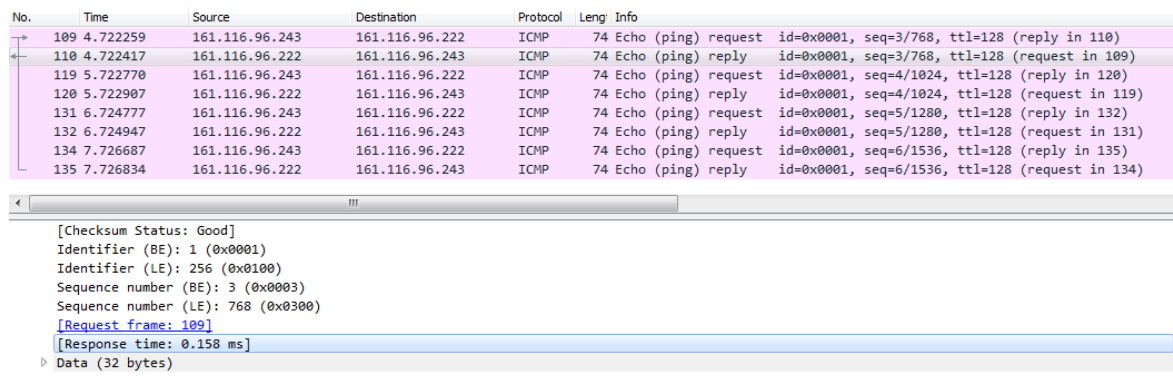 No. Time Source Destination Protocol Leng Info
109 4.722259 161.116.96.243 161.116.96.222 ICMP 74 Echo (ping) request id=0x0001, seq=3/768, ttl=128 (reply in 110)
110 4.722417 161.116.96.222 161.116.96.243 ICMP 74 Echo (ping) reply id=0x0001, seq=3/768, ttl=128 (request in 109)
119 5.722770 161.116.96.243 161.116.96.222 ICMP 74 Echo (ping) request id=0x0001, seq=4/1024, ttl=128 (reply in 120)
120 5.722907 161.116.96.222 161.116.96.243 ICMP 74 Echo (ping) reply id=0x0001, seq=4/1024, ttl=128 (request in 119)
131 6.724777 161.116.96.243 161.116.96.222 ICMP 74 Echo (ping) request id=0x0001, seq=5/1280, ttl=128 (reply in 132)
132 6.724947 161.116.96.222 161.116.96.243 ICMP 74 Echo (ping) reply id=0x0001, seq=5/1280, ttl=128 (request in 131)
134 7.726687 161.116.96.243 161.116.96.222 ICMP 74 Echo (ping) request id=0x0001, seq=6/1536, ttl=128 (reply in 135)
135 7.726834 161.116.96.222 161.116.96.243 ICMP 74 Echo (ping) reply id=0x0001, seq=6/1536, ttl=128 (request in 134)
[Checksum Status: Good]
Identifier (BE): 1 (0x0001)
Identifier (LE): 256 (0x0100)
Sequence number (BE): 3 (0x0003)
Sequence number (LE): 768 (0x0300)
[Request frame: 109]
[Response time: 0.158 ms]
Data (32 bytes)